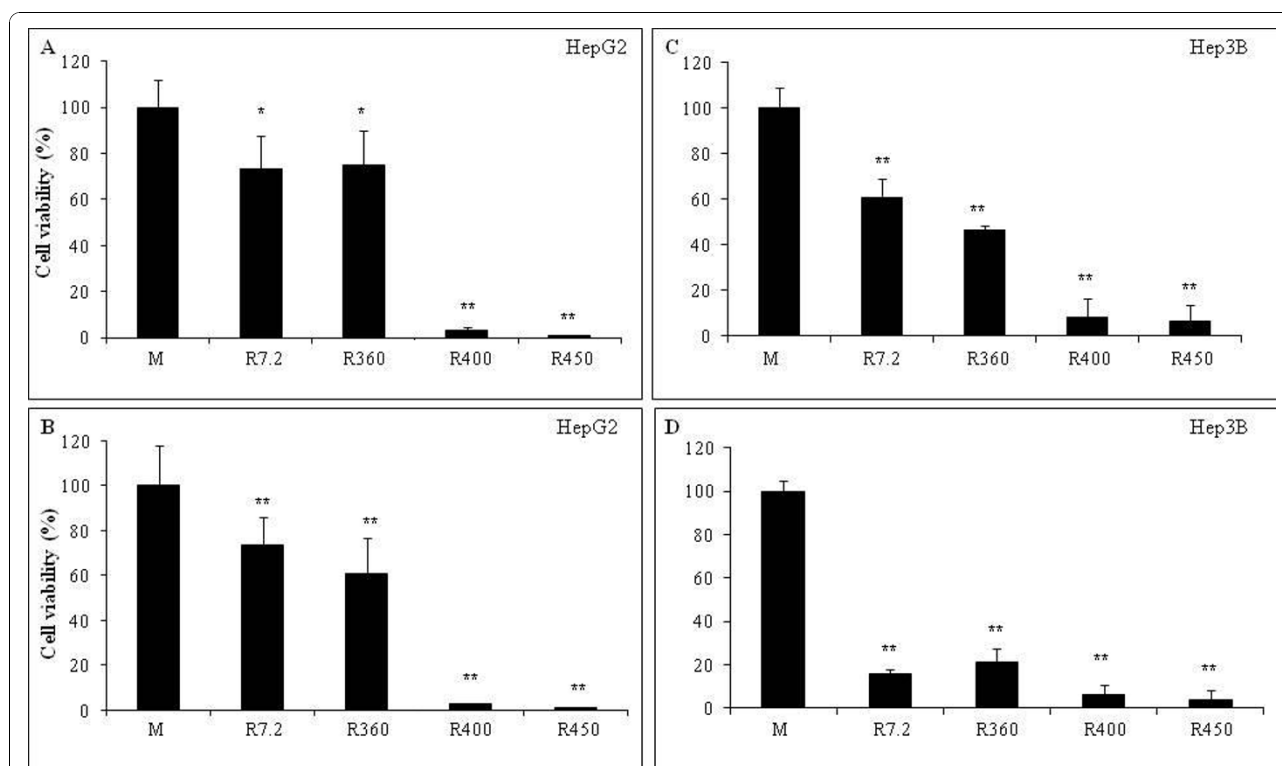 A
HepG2
Cell viability (%)
120
100
80
60
40
20
0
*
*
**
**
M
R7.2
R360
R400
R450
C
Hep3B
120
100
80
60
40
20
0
**
**
**
**
M
R7.2
R360
R400
R450
B
HepG2
Cell viability (%)
120
100
80
60
40
20
0
**
**
**
**
M
R7.2
R360
R400
R450
D
Hep3B
120
100
80
60
40
20
0
**
**
**
**
M
R7.2
R360
R400
R450